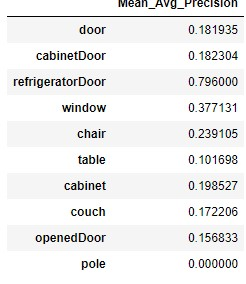 Mean_Avg_Precision
door 0.181935
cabinetDoor 0.182304
refrigeratorDoor 0.796000
window 0.377131
chair 0.239105
table 0.101698
cabinet 0.198527
couch 0.172206
openedDoor 0.156833
pole 0.000000